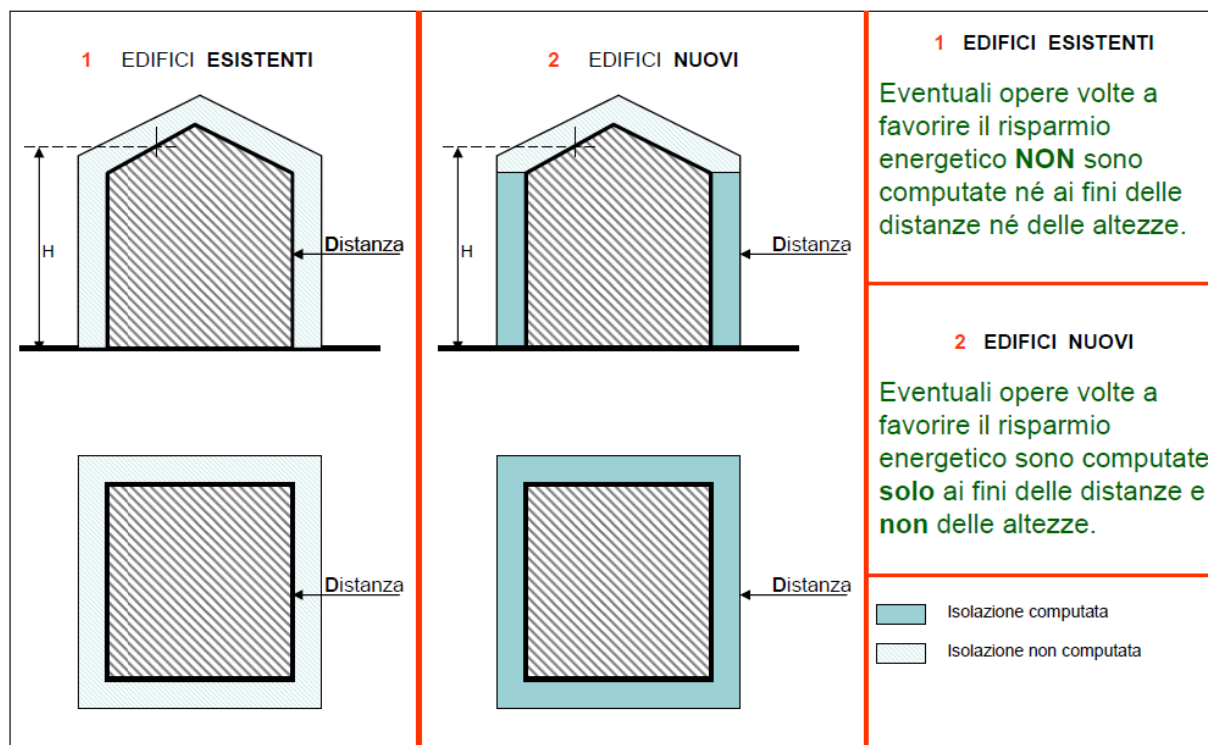 1 EDIFICI ESISTENTI
H
Distanza
Distanza
2 EDIFICI NUOVI
H
Distanza
Distanza
1 EDIFICI ESISTENTI
Eventuali opere volte a
favorire il risparmio
energetico NON sono
computate né ai fini delle
distanze né delle altezze.
2 EDIFICI NUOVI
Eventuali opere volte a
favorire il risparmio
energetico sono computate
solo ai fini delle distanze e
non delle altezze.
Isolazione computata
Isolazione non computata